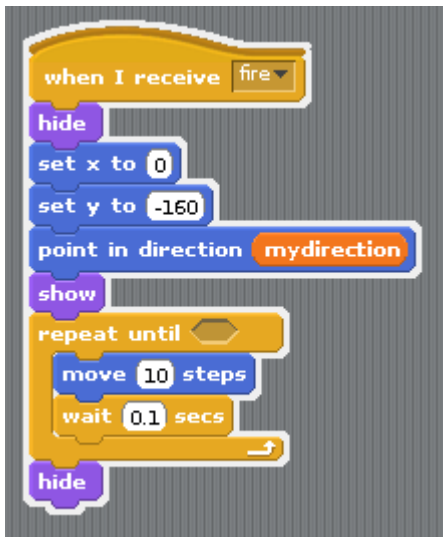 when I receive fire
hide
set x to 0
set y to -160
point in direction mydirection
show
repeat until
move 10 steps
wait 0.1 secs
hide